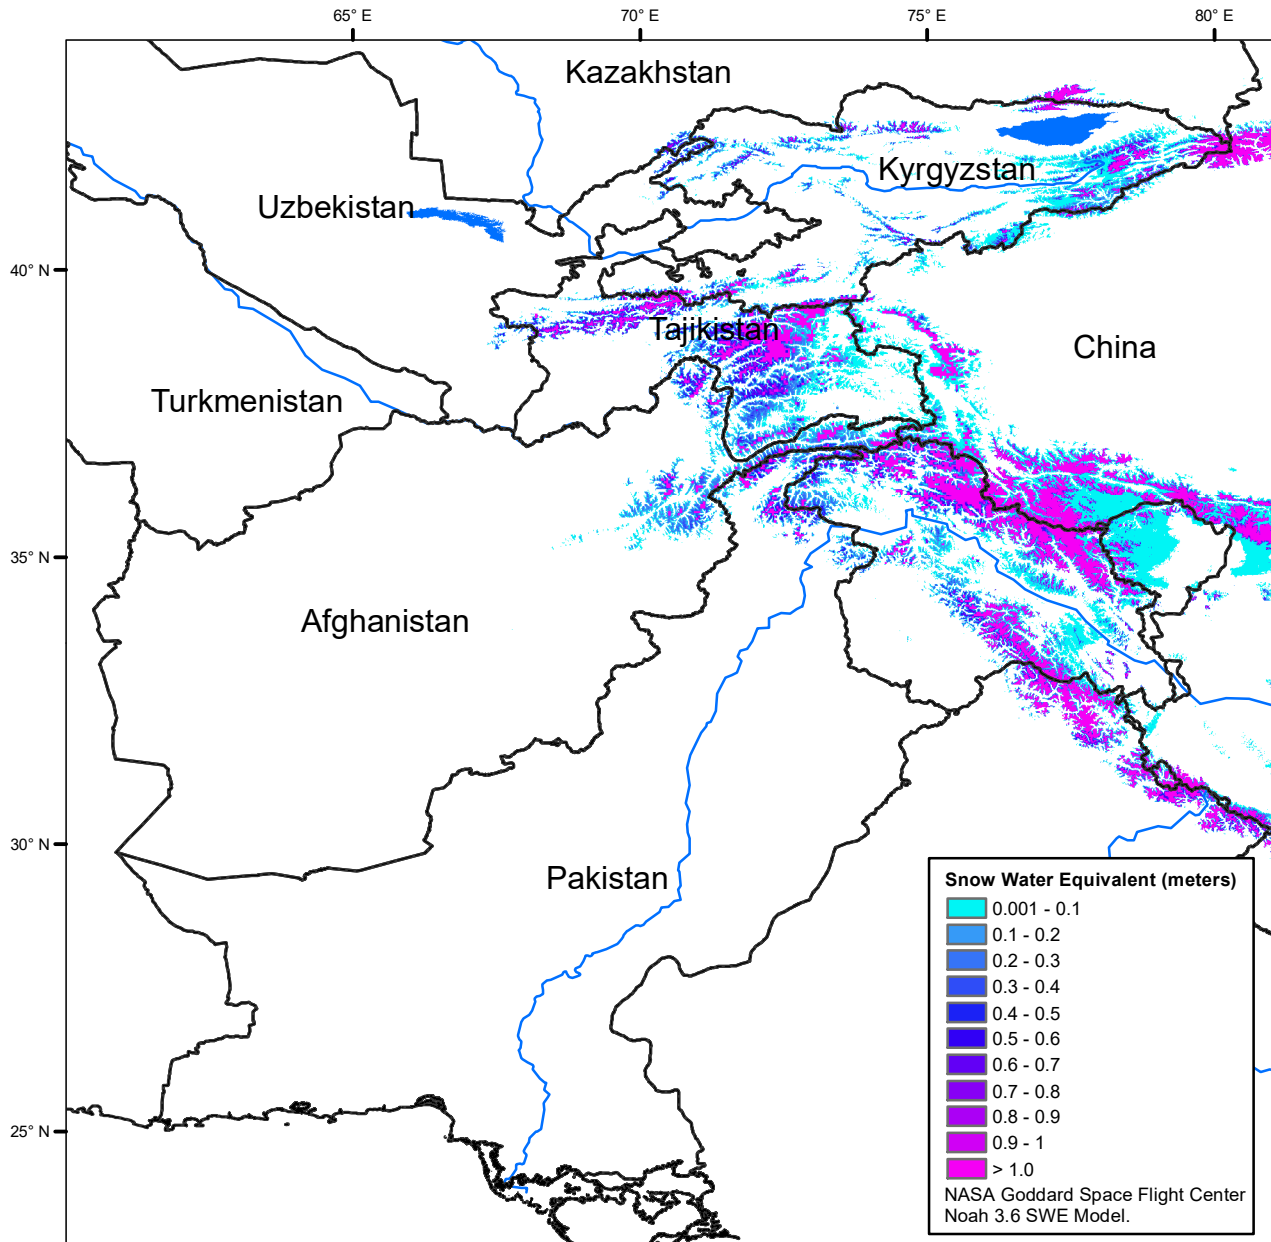 65° E
70° E
75° E
80° E
Kazakhstan
Kyrgyzstan
Uzbekistan
40° N
Tajikistan
China
Turkmenistan
35° N
Afghanistan
30° N
Pakistan
Snow Water Equivalent (meters)
0.001 - 0.1
0.1 - 0.2
0.2 - 0.3
0.3 - 0.4
0.4 - 0.5
0.5 - 0.6
0.6 - 0.7
0.7 - 0.8
0.8 - 0.9
0.9 - 1
> 1.0
25° N
NASA Goddard Space Flight Center
Noah 3.6 SWE Model.